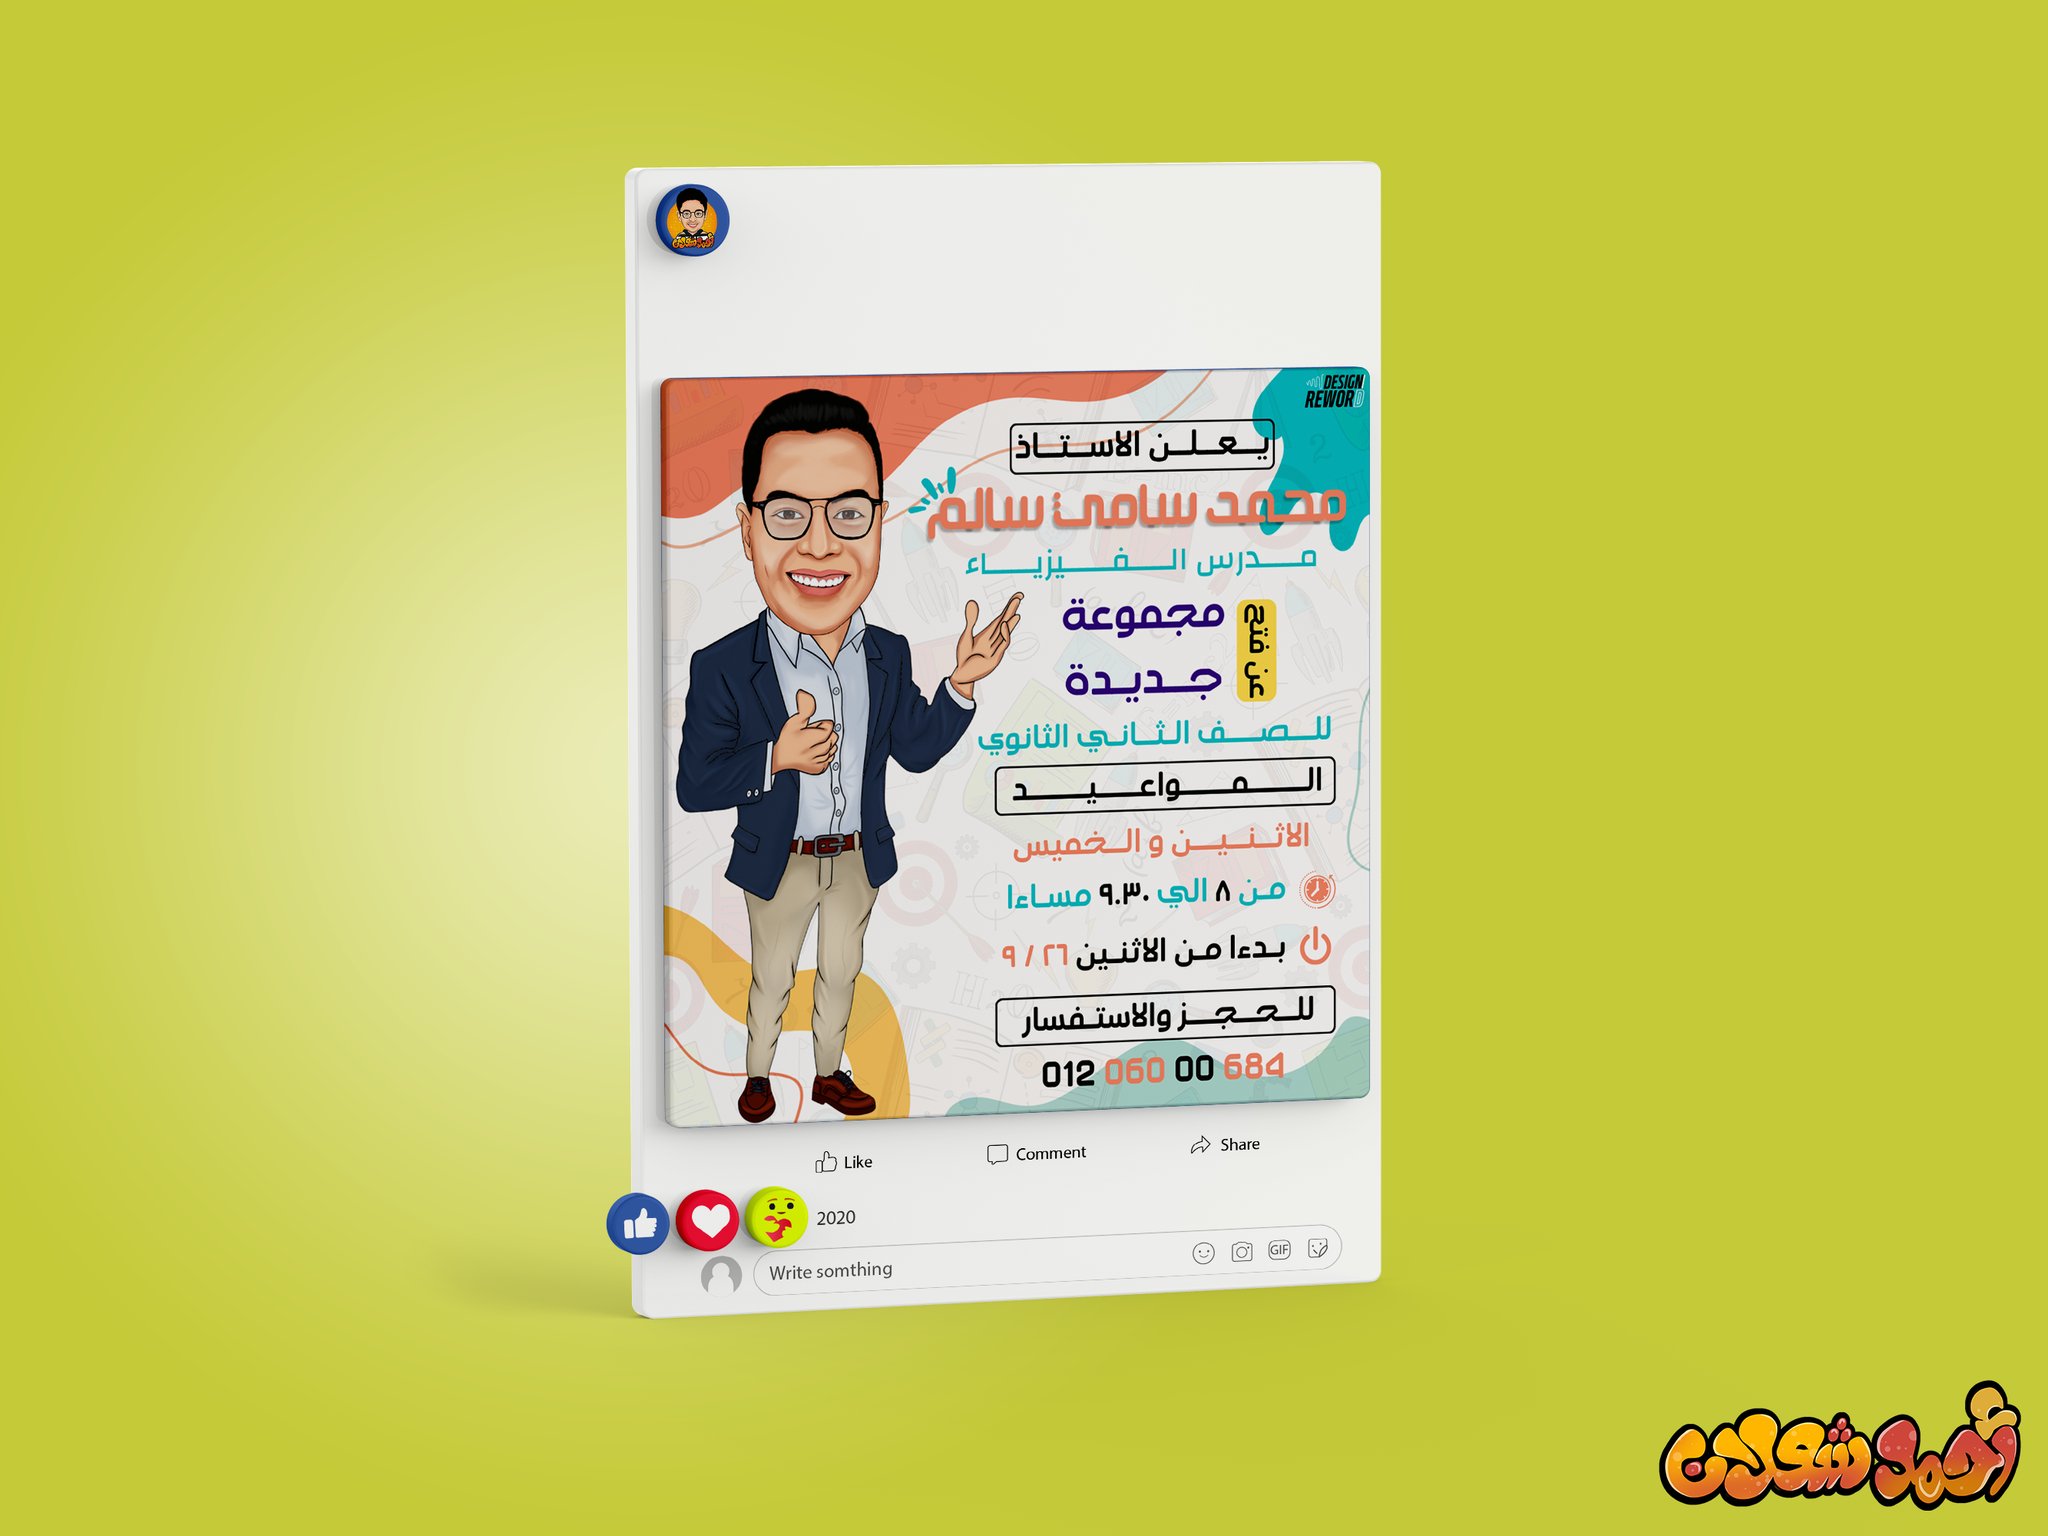 DESIGN
REWORD
يعلن الاستاذ
محمد سامي سالم
مدرس الفيزياء
عن فتح
مجموعة
جديدة
للصف الثاني الثانوي
المواعيد
الاثنين و الخميس
من ٨ الي ٩.٣٠ مساءا
بدءا من الاثنين ٢٦ / ٩
للحجز والاستفسار
012 060 00 684
Like
Comment
Share
2020
Write somthing
GIF
أحمد شولان